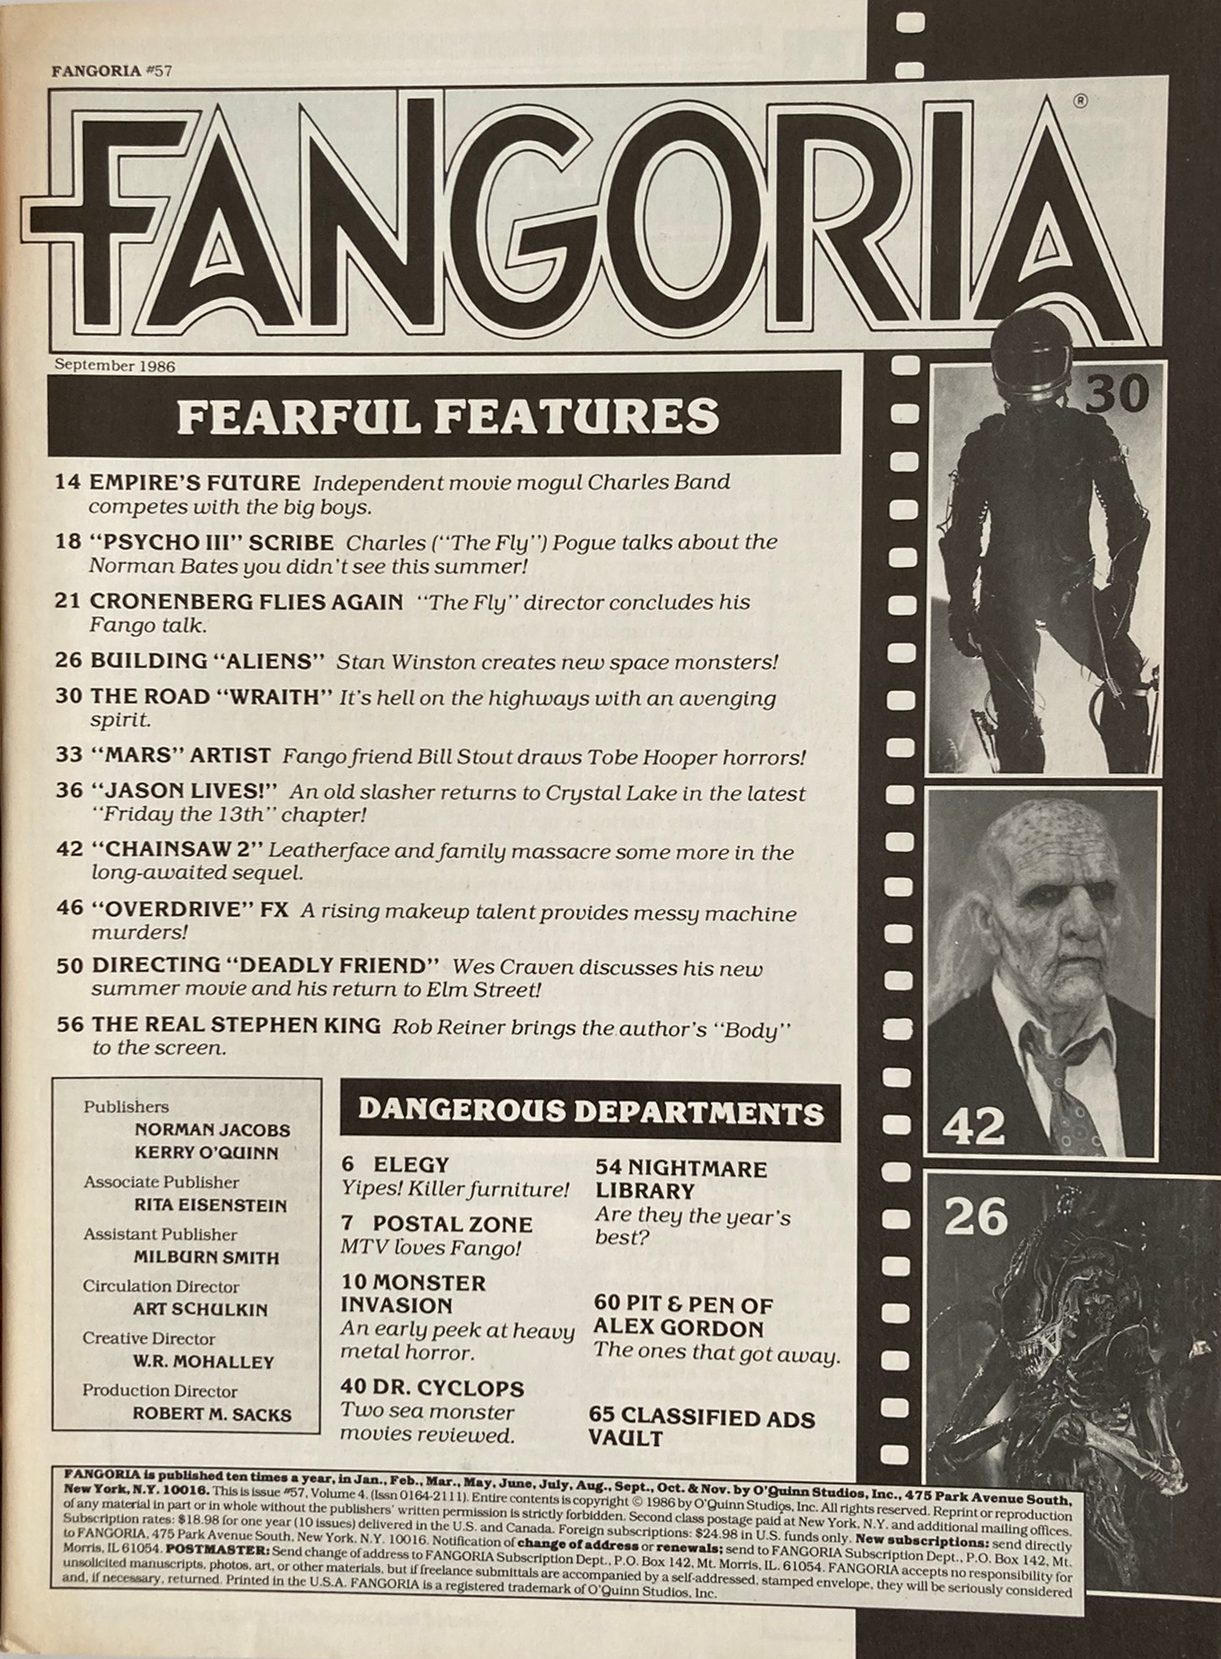 FANGORIA #57
FANGORIA®
September 1986
FEARFUL FEATURES
14 EMPIRE'S FUTURE Independent movie mogul Charles Band
competes with the big boys.
18 "PSYCHO III" SCRIBE Charles ("The Fly") Pogue talks about the
Norman Bates you didn't see this summer!
21 CRONENBERG FLIES AGAIN "The Fly" director concludes his
Fango talk.
26 BUILDING "ALIENS" Stan Winston creates new space monsters!
30 THE ROAD "WRAITH" It's hell on the highways with an avenging
spirit.
33 "MARS" ARTIST Fango friend Bill Stout draws Tobe Hooper horrors!
36 "JASON LIVES!" An old slasher returns to Crystal Lake in the latest
"Friday the 13th" chapter!
42 "CHAINSAW 2" Leatherface and family massacre some more in the
long-awaited sequel.
46 "OVERDRIVE" FX A rising makeup talent provides messy machine
murders!
50 DIRECTING "DEADLY FRIEND" Wes Craven discusses his new
summer movie and his return to Elm Street!
56 THE REAL STEPHEN KING Rob Reiner brings the author's "Body"
to the screen.
Publishers
NORMAN JACOBS
KERRY O'QUINN
Associate Publisher
RITA EISENSTEIN
Assistant Publisher
MILBURN SMITH
Circulation Director
ART SCHULKIN
Creative Director
W.R. MOHALLEY
Production Director
ROBERT M. SACKS
DANGEROUS DEPARTMENTS
6 ELEGY
Yipes! Killer furniture!
7 POSTAL ZONE
MTV loves Fango!
10 MONSTER
INVASION
An early peek at heavy
metal horror.
40 DR. CYCLOPS
Two sea monster
movies reviewed.
54 NIGHTMARE
LIBRARY
Are they the year's
best?
60 PIT & PEN OF
ALEX GORDON
The ones that got away.
65 CLASSIFIED ADS
VAULT
30
42
26
FANGORIA is published ten times a year, in Jan., Feb., Mar., May, June, July, Aug., Sept., Oct. & Nov. by O'Quinn Studios, Inc., 475 Park Avenue South,
New York, N.Y. 10016. This is issue #57, Volume 4. (Issn 0164-2111). Entire contents is copyright © 1986 by O'Quinn Studios, Inc. All rights reserved. Reprint or reproduction
of any material in part or in whole without the publishers' written permission is strictly forbidden. Second class postage paid at New York, N.Y. and additional mailing offices.
Subscription rates: $18.98 for one year (10 issues) delivered in the U.S. and Canada. Foreign subscriptions: $24.98 in U.S. funds only. New subscriptions: send directly
to FANGORIA, 475 Park Avenue South, New York, N.Y. 10016. Notification of change of address or renewals; send to FANGORIA Subscription Dept., P.O. Box 142, Mt.
Morris, IL 61054. POSTMASTER: Send change of address to FANGORIA Subscription Dept., P.O. Box 142, Mt. Morris, IL. 61054. FANGORIA accepts no responsibility for
unsolicited manuscripts, photos, art, or other materials, but if freelance submittals are accompanied by a self-addressed, stamped envelope, they will be seriously considered
and, if necessary, returned. Printed in the U.S.A. FANGORIA is a registered trademark of O'Quinn Studios, Inc.